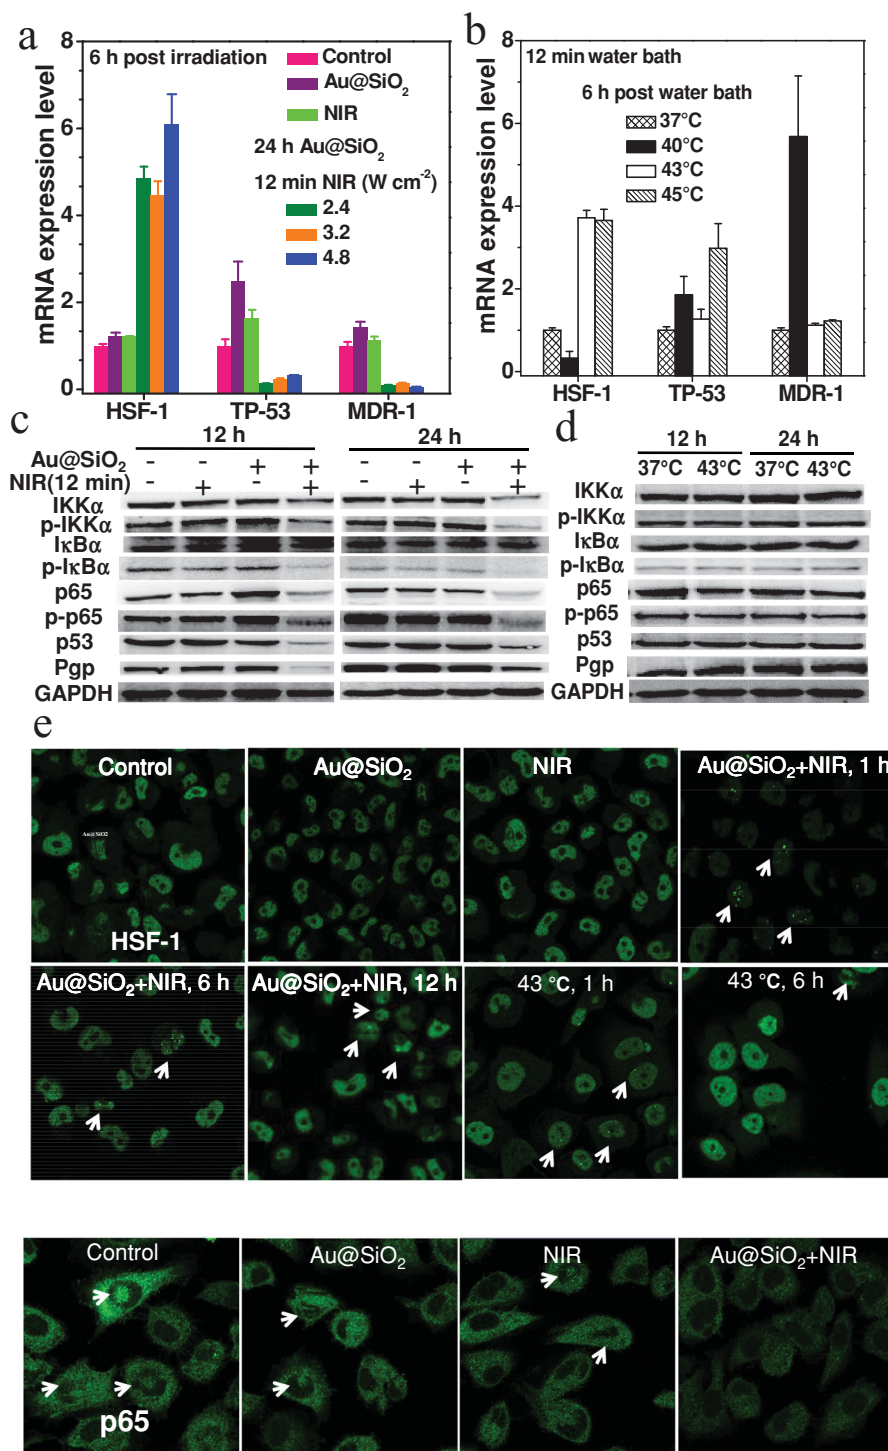 a
6 h post irradiation
Control
Au@SiO₂
NIR
24 h Au@SiO₂
12 min NIR (W cm⁻²)
2.4
3.2
4.8
mRNA expression level
8
6
4
2
0
HSF-1 TP-53 MDR-1
b
12 min water bath
6 h post water bath
37°C
40°C
43°C
45°C
mRNA expression level
8
6
4
2
0
HSF-1 TP-53 MDR-1
c
12 h 24 h
Au@SiO₂ - - + + - - + +
NIR(12 min) - + - + - + - +
IKKα
p-IKKα
IκBα
p-IκBα
p65
p-p65
p53
Pgp
GAPDH
d
12 h 24 h
37°C 43°C 37°C 43°C
IKKα
p-IKKα
IκBα
p-IκBα
p65
p-p65
p53
Pgp
GAPDH
e
Control Au@SiO₂ NIR Au@SiO₂+NIR, 1 h
Au@SiO2
HSF-1
Au@SiO₂+NIR, 6 h Au@SiO₂+NIR, 12 h 43 °C, 1 h 43 °C, 6 h
Control Au@SiO₂ NIR Au@SiO₂+NIR
p65